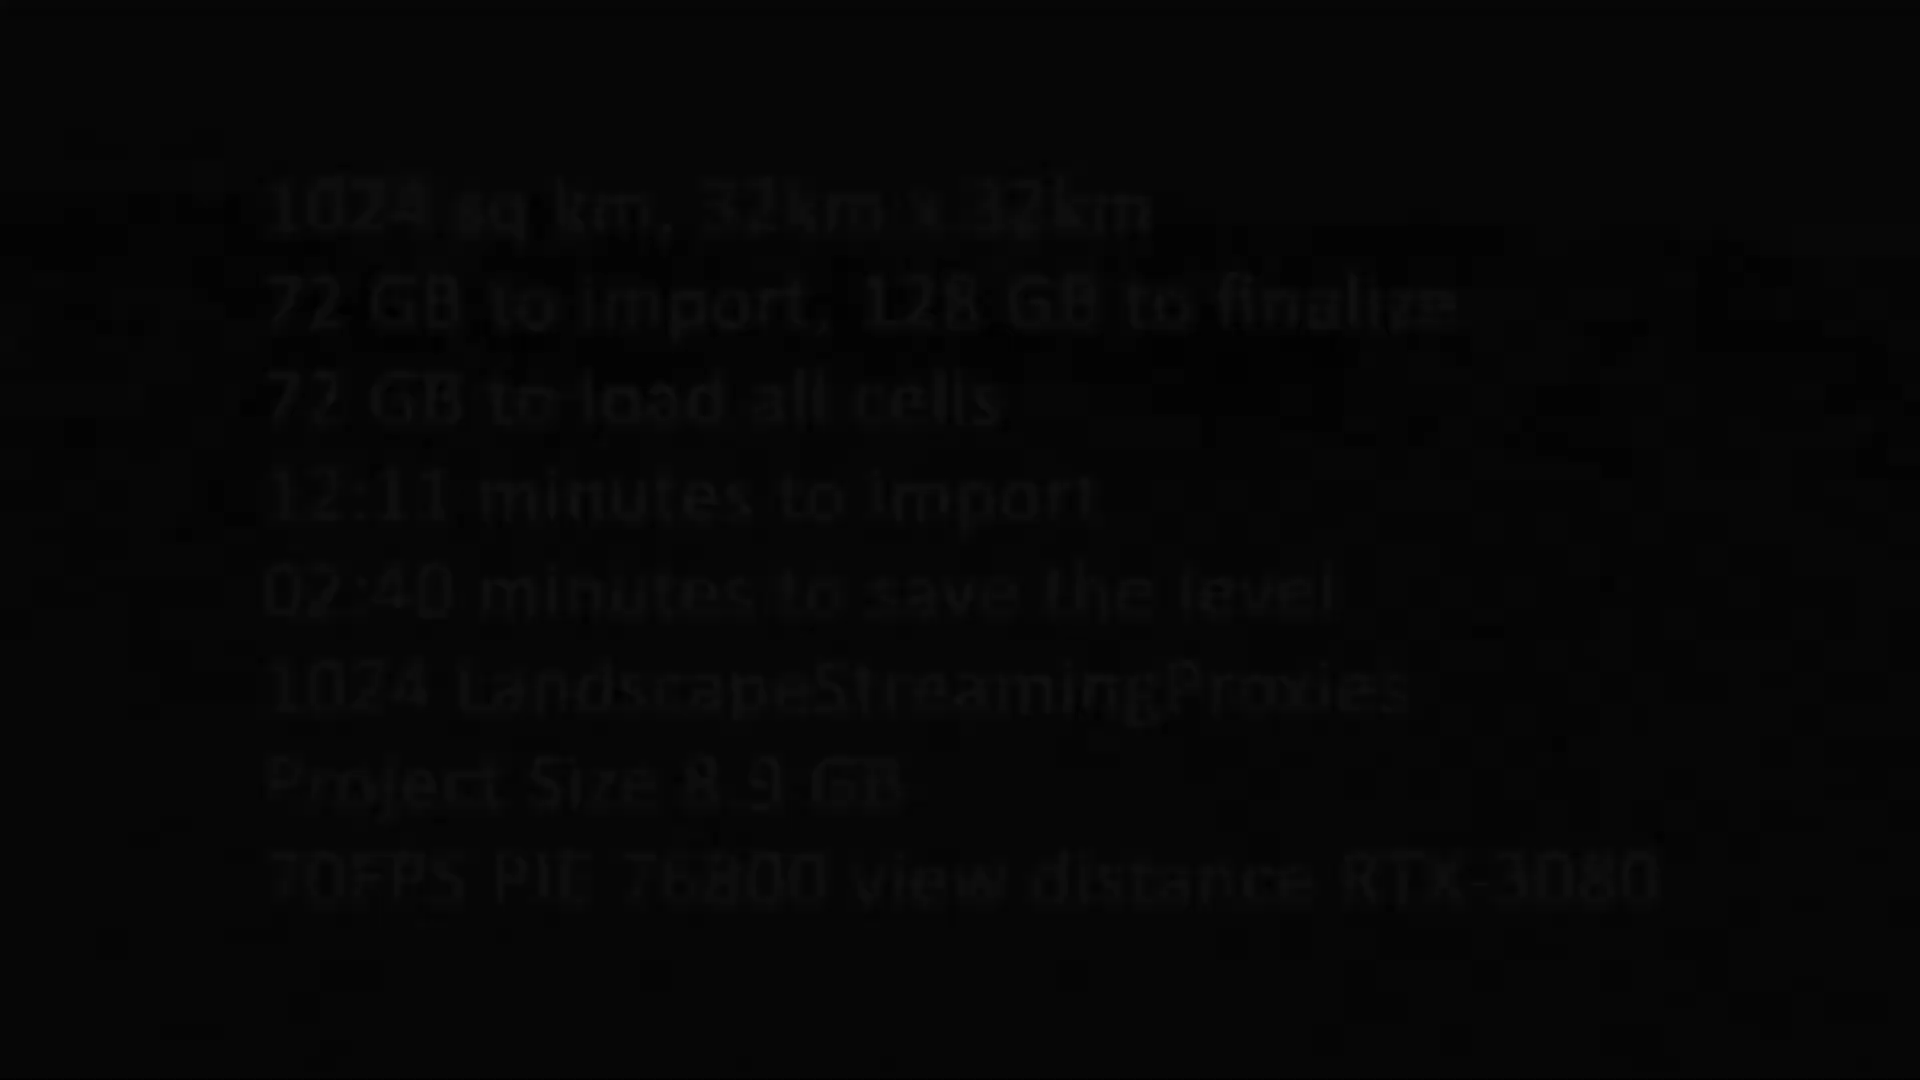 1024 sq km, 32km x 32km
72 GB to import, 128 GB to finalize
72 GB to load all cells
12:11 minutes to import
02:40 minutes to save the level
1024 LandscapeStreamingProxies
Project Size 8.9 GB
70FPS PIE 76800 view distance RTX-3080